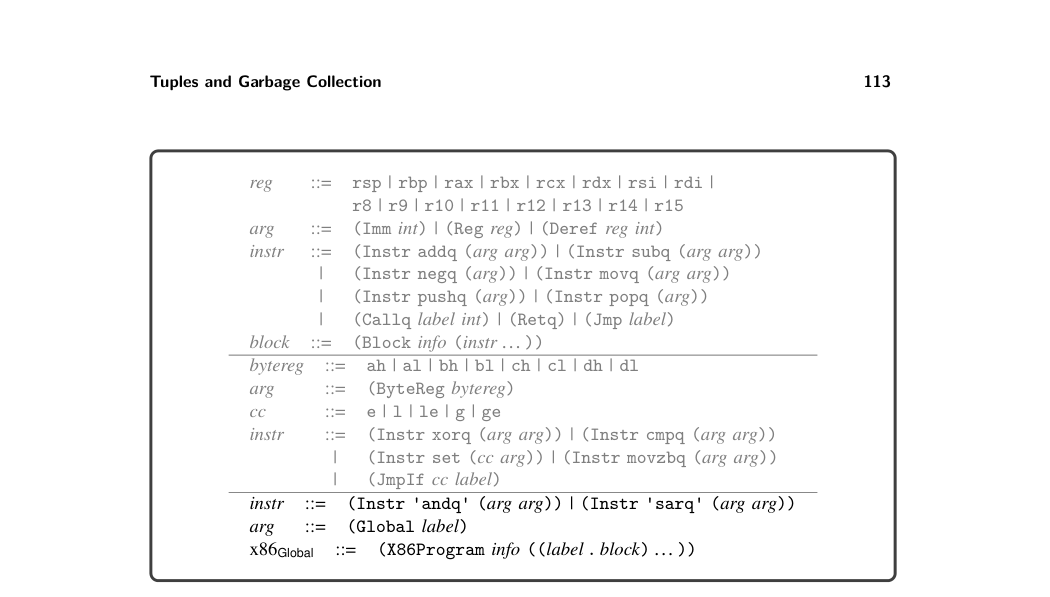 Tuples and Garbage Collection 113
reg ::= rsp | rbp | rax | rbx | rcx | rdx | rsi | rdi |
r8 | r9 | r10 | r11 | r12 | r13 | r14 | r15
arg ::= (Imm int) | (Reg reg) | (Deref reg int)
instr ::= (Instr addq (arg arg)) | (Instr subq (arg arg))
| (Instr negq (arg)) | (Instr movq (arg arg))
| (Instr pushq (arg)) | (Instr popq (arg))
| (Callq label int) | (Retq) | (Jmp label)
block ::= (Block info (instr ...))
bytereg ::= ah | al | bh | bl | ch | cl | dh | dl
arg ::= (ByteReg bytereg)
cc ::= e | l | le | g | ge
instr ::= (Instr xorq (arg arg)) | (Instr cmpq (arg arg))
| (Instr set (cc arg)) | (Instr movzbq (arg arg))
| (JmpIf cc label)
instr ::= (Instr 'andq' (arg arg)) | (Instr 'sarq' (arg arg))
arg ::= (Global label)
x86Global ::= (X86Program info ((label . block) ...))